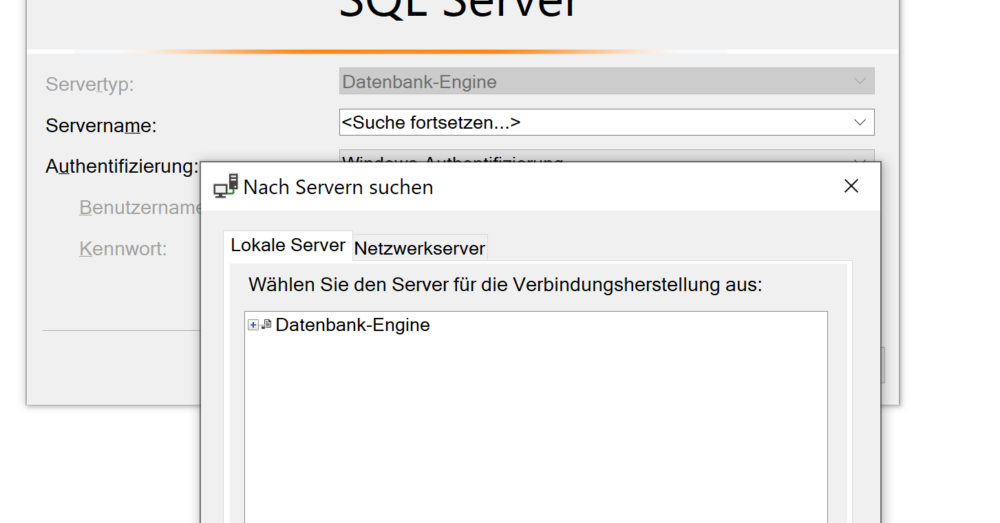 SQL Server
Servertyp:
Datenbank-Engine
Servername:
<Suche fortsetzen...>
Authentifizierung:
Windows-Authentifizierung
Benutzername
Kennwort:
Nach Servern suchen
Lokale Server
Netzwerkserver
Wählen Sie den Server für die Verbindungsherstellung aus:
Datenbank-Engine